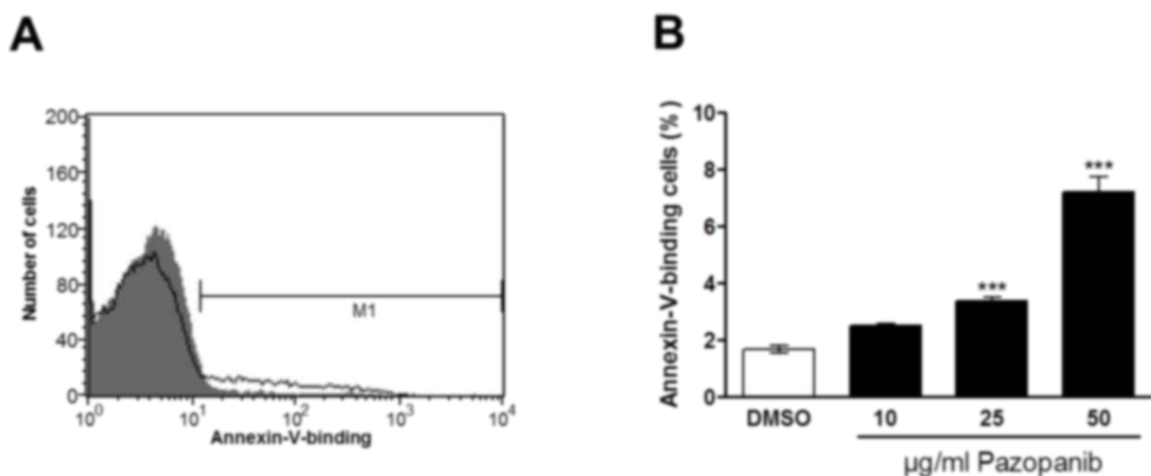 A
Number of cells
200
160
120
80
40
0
M1
10⁰ 10¹ 10² 10³ 10⁴
Annexin-V-binding
B
Annexin-V-binding cells (%)
10
8
6
4
2
0
***
***
DMSO 10 25 50
µg/ml Pazopanib